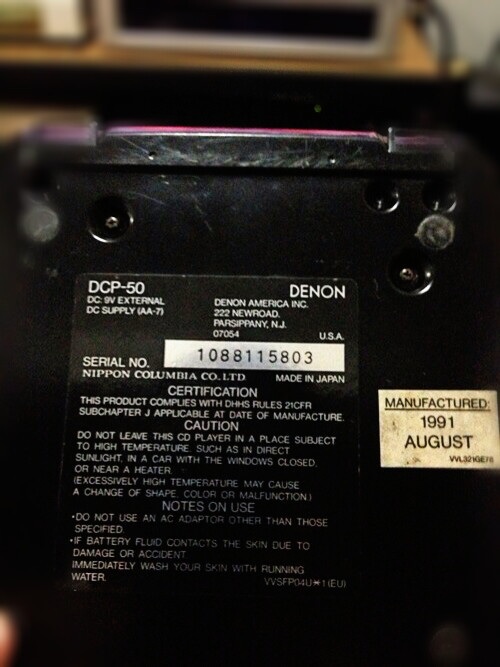 DCP-50
DENON
DC: 9V EXTERNAL
DC SUPPLY (AA-7)
DENON AMERICA INC.
222 NEWROAD.
PARSIPPANY, N.J.
07054 U.S.A.
SERIAL NO. 1088115803
NIPPON COLUMBIA CO. LTD MADE IN JAPAN
CERTIFICATION
THIS PRODUCT COMPLIES WITH DHHS RULES 21CFR
SUBCHAPTER J APPLICABLE AT DATE OF MANUFACTURE.
CAUTION
DO NOT LEAVE THIS CD PLAYER IN A PLACE SUBJECT
TO HIGH TEMPERATURE, SUCH AS IN DIRECT
SUNLIGHT, IN A CAR WITH THE WINDOWS CLOSED,
OR NEAR A HEATER.
(EXCESSIVELY HIGH TEMPERATURE MAY CAUSE
A CHANGE OF SHAPE, COLOR OR MALFUNCTION.)
NOTES ON USE
•DO NOT USE AN AC ADAPTOR OTHER THAN THOSE
SPECIFIED.
•IF BATTERY FLUID CONTACTS THE SKIN DUE TO
DAMAGE OR ACCIDENT
IMMEDIATELY WASH YOUR SKIN WITH RUNNING
WATER.
VVSFP04U※1(EU)
MANUFACTURED:
1991
AUGUST